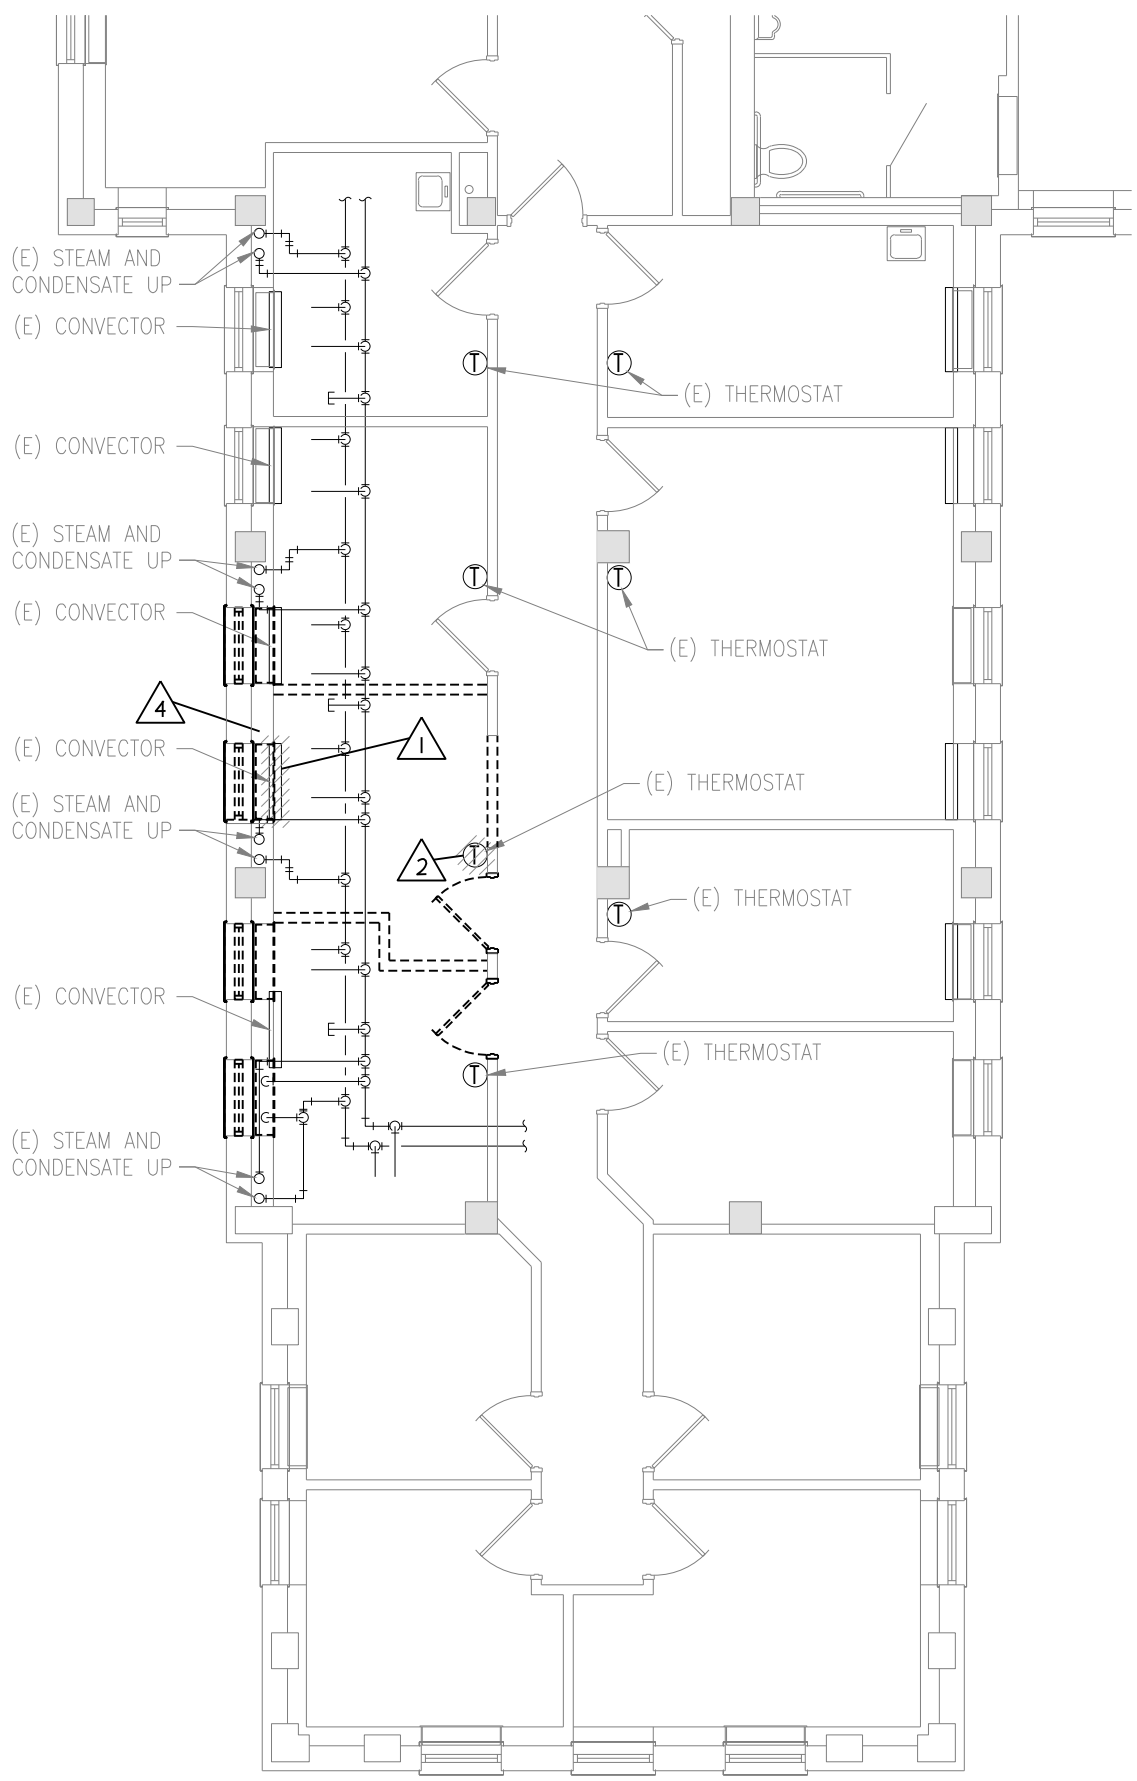 (E) STEAM AND
CONDENSATE UP
(E) CONVECTOR
T
T
(E) THERMOSTAT
(E) CONVECTOR
(E) STEAM AND
CONDENSATE UP
T
T
(E) CONVECTOR
(E) THERMOSTAT
4
1
(E) CONVECTOR
(E) THERMOSTAT
(E) STEAM AND
CONDENSATE UP
2
T
(E) THERMOSTAT
T
(E) CONVECTOR
(E) THERMOSTAT
T
(E) STEAM AND
CONDENSATE UP